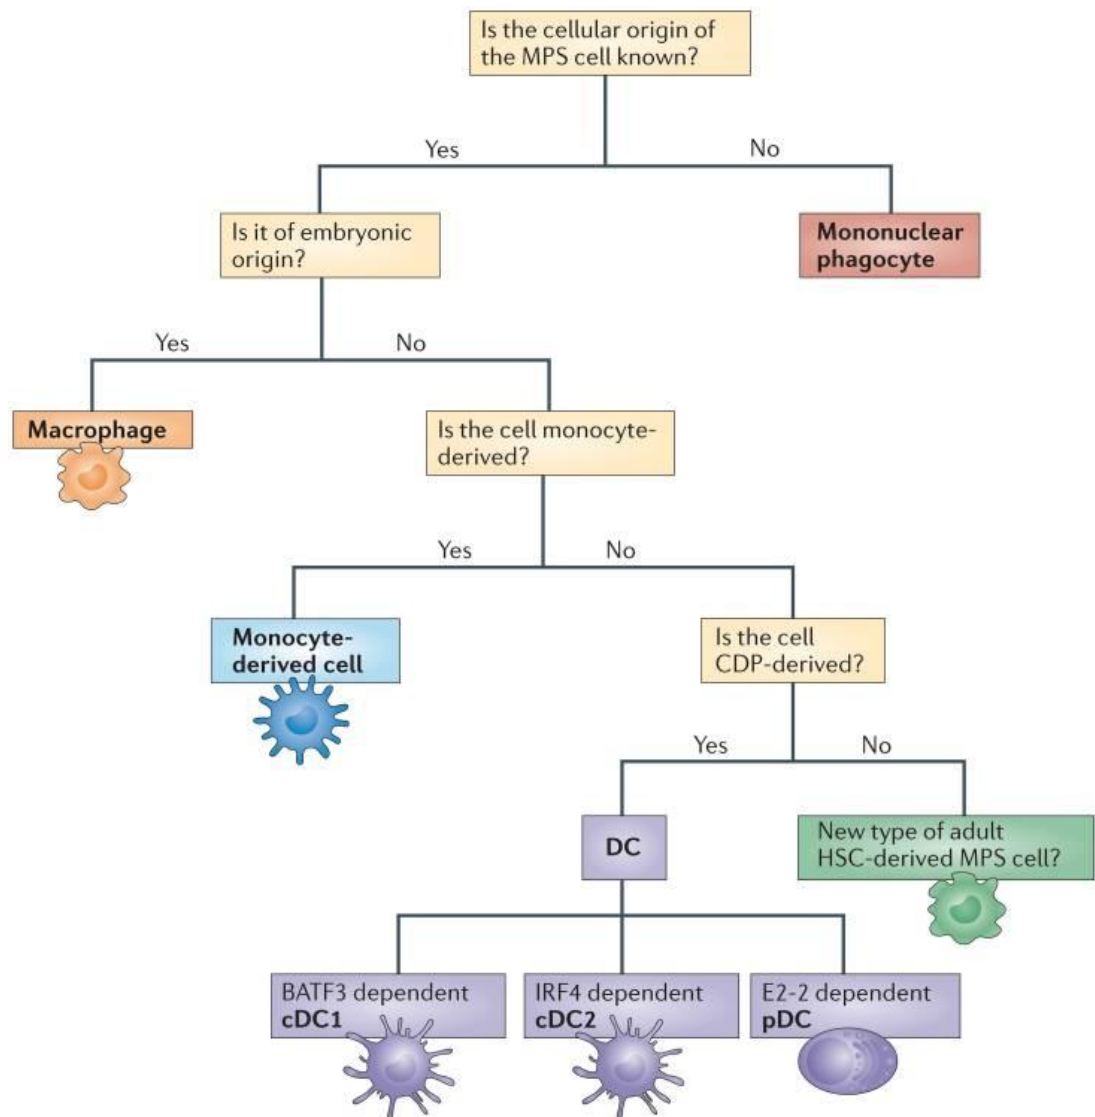 Is the cellular origin of
the MPS cell known?
Yes
No
Is it of embryonic
origin?
Mononuclear
phagocyte
Yes
No
Macrophage
Is the cell monocyte-
derived?
Yes
No
Monocyte-
derived cell
Is the cell
CDP-derived?
Yes
No
DC
New type of adult
HSC-derived MPS cell?
BATF3 dependent
cDC1
IRF4 dependent
cDC2
E2-2 dependent
pDC